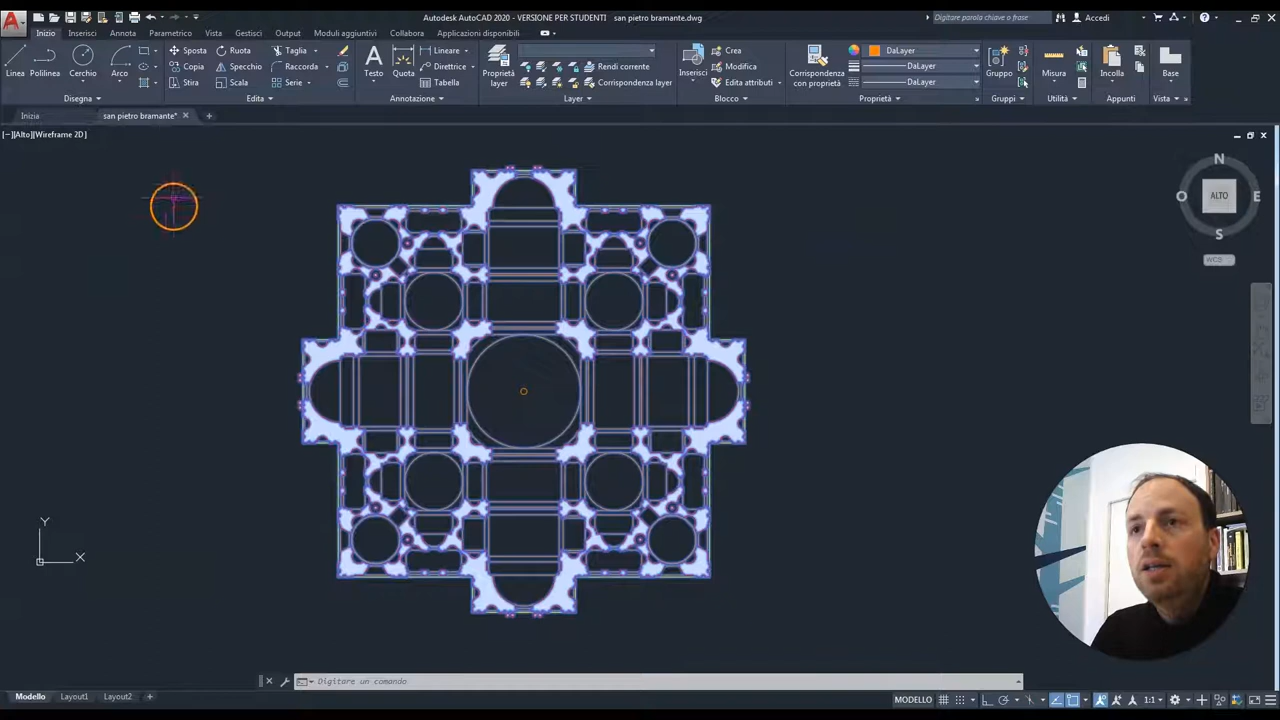 Autodesk AutoCAD 2020 - VERSIONE PER STUDENTI san pietro bramante.dwg
Digitare parola chiave o frase
Accedi
Inizio Inserisci Annota Parametrico Vista Gestisci Output Moduli aggiuntivi Collabora Applicazioni disponibili
Linea Polilinea Cerchio Arco
Sposta Ruota Taglia
Copia Specchio Raccorda
Stira Scala Serie
Testo Quota
Lineare
Direttrice
Tabella
Proprietà layer
Rendi corrente
Corrispondenza layer
Inserisci
Crea
Modifica
Edita attributi
Corrispondenza con proprietà
DaLayer
DaLayer
DaLayer
Gruppo
Misura
Incolla
Base
Disegna Edita Annotazione Layer Blocco Proprietà Gruppi Utilità Appunti Vista
Inizia san pietro bramante*
[−][Alto][Wireframe 2D]
N
O ALTO E
S
WCS
Y
X
Digitare un comando
Modello Layout1 Layout2
MODELLO
1:1